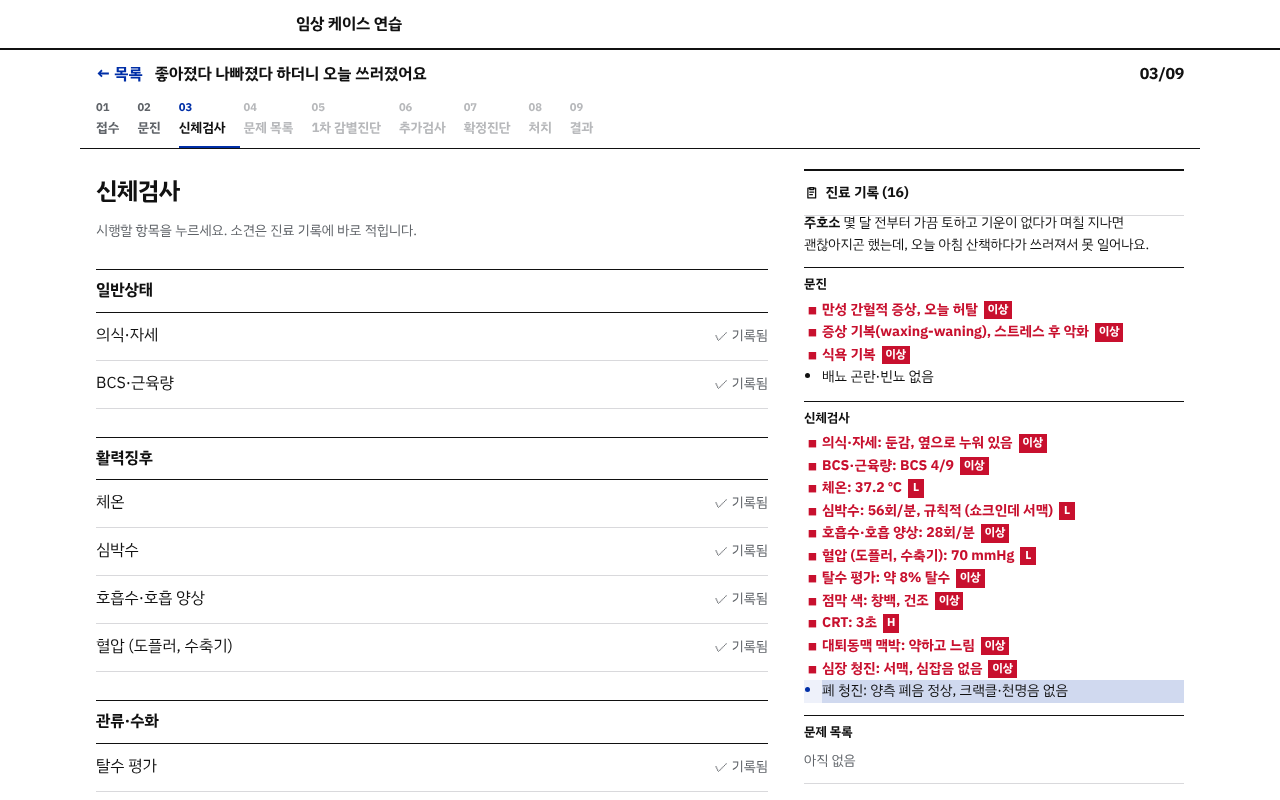 임상 케이스 연습
← 목록 좋아졌다 나빠졌다 하더니 오늘 쓰러졌어요
03/09
01 접수
02 문진
03 신체검사
04 문제 목록
05 1차 감별진단
06 추가검사
07 확정진단
08 처치
09 결과
신체검사
시행할 항목을 누르세요. 소견은 진료 기록에 바로 적힙니다.
일반상태
의식·자세 ✓ 기록됨
BCS·근육량 ✓ 기록됨
활력징후
체온 ✓ 기록됨
심박수 ✓ 기록됨
호흡수·호흡 양상 ✓ 기록됨
혈압 (도플러, 수축기) ✓ 기록됨
관류·수화
탈수 평가 ✓ 기록됨
진료 기록 (16)
주호소 몇 달 전부터 가끔 토하고 기운이 없다가 며칠 지나면
괜찮아지곤 했는데, 오늘 아침 산책하다가 쓰러져서 못 일어나요.
문진
만성 간헐적 증상, 오늘 허탈 이상
증상 기복(waxing-waning), 스트레스 후 악화 이상
식욕 기복 이상
배뇨 곤란·빈뇨 없음
신체검사
의식·자세: 둔감, 옆으로 누워 있음 이상
BCS·근육량: BCS 4/9 이상
체온: 37.2 °C L
심박수: 56회/분, 규칙적 (쇼크인데 서맥) L
호흡수·호흡 양상: 28회/분 이상
혈압 (도플러, 수축기): 70 mmHg L
탈수 평가: 약 8% 탈수 이상
점막 색: 창백, 건조 이상
CRT: 3초 H
대퇴동맥 맥박: 약하고 느림 이상
심장 청진: 서맥, 심잡음 없음 이상
폐 청진: 양측 폐음 정상, 크랙클·천명음 없음
문제 목록
아직 없음